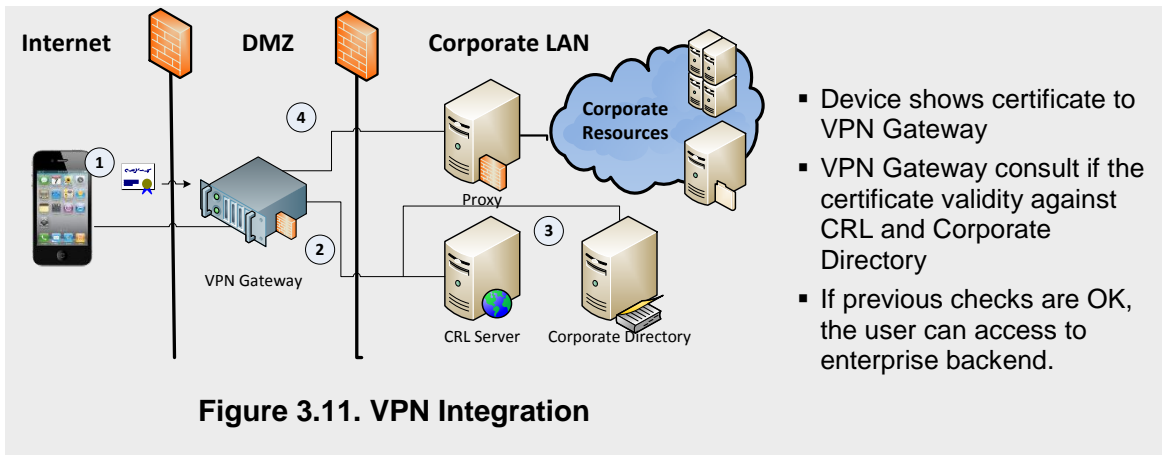 Internet
DMZ
Corporate LAN
4
Corporate
Resources
1
Proxy
2
3
VPN Gateway
CRL Server
Corporate Directory
▪ Device shows certificate to
VPN Gateway
▪ VPN Gateway consult if the
certificate validity against
CRL and Corporate
Directory
▪ If previous checks are OK,
the user can access to
enterprise backend.
Figure 3.11. VPN Integration